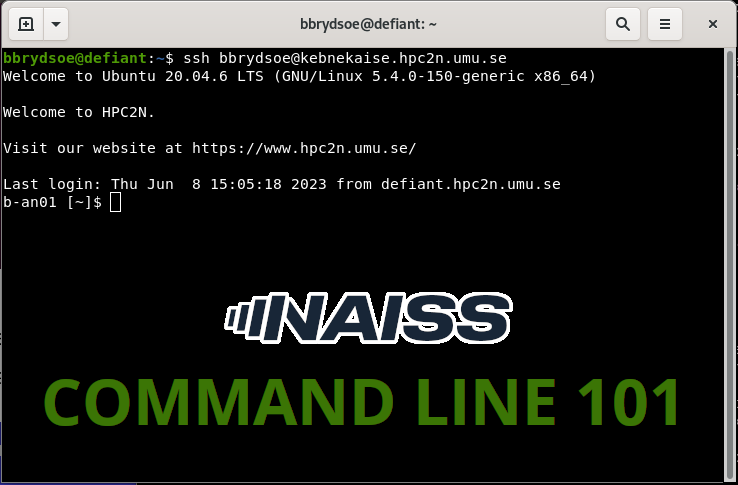 bbrydsoe@defiant: ~
bbrydsoe@defiant:~$ ssh bbrydsoe@kebnekaise.hpc2n.umu.se
Welcome to Ubuntu 20.04.6 LTS (GNU/Linux 5.4.0-150-generic x86_64)
Welcome to HPC2N.
Visit our website at https://www.hpc2n.umu.se/
Last login: Thu Jun  8 15:05:18 2023 from defiant.hpc2n.umu.se
b-an01 [~]$
NAISS
COMMAND LINE 101